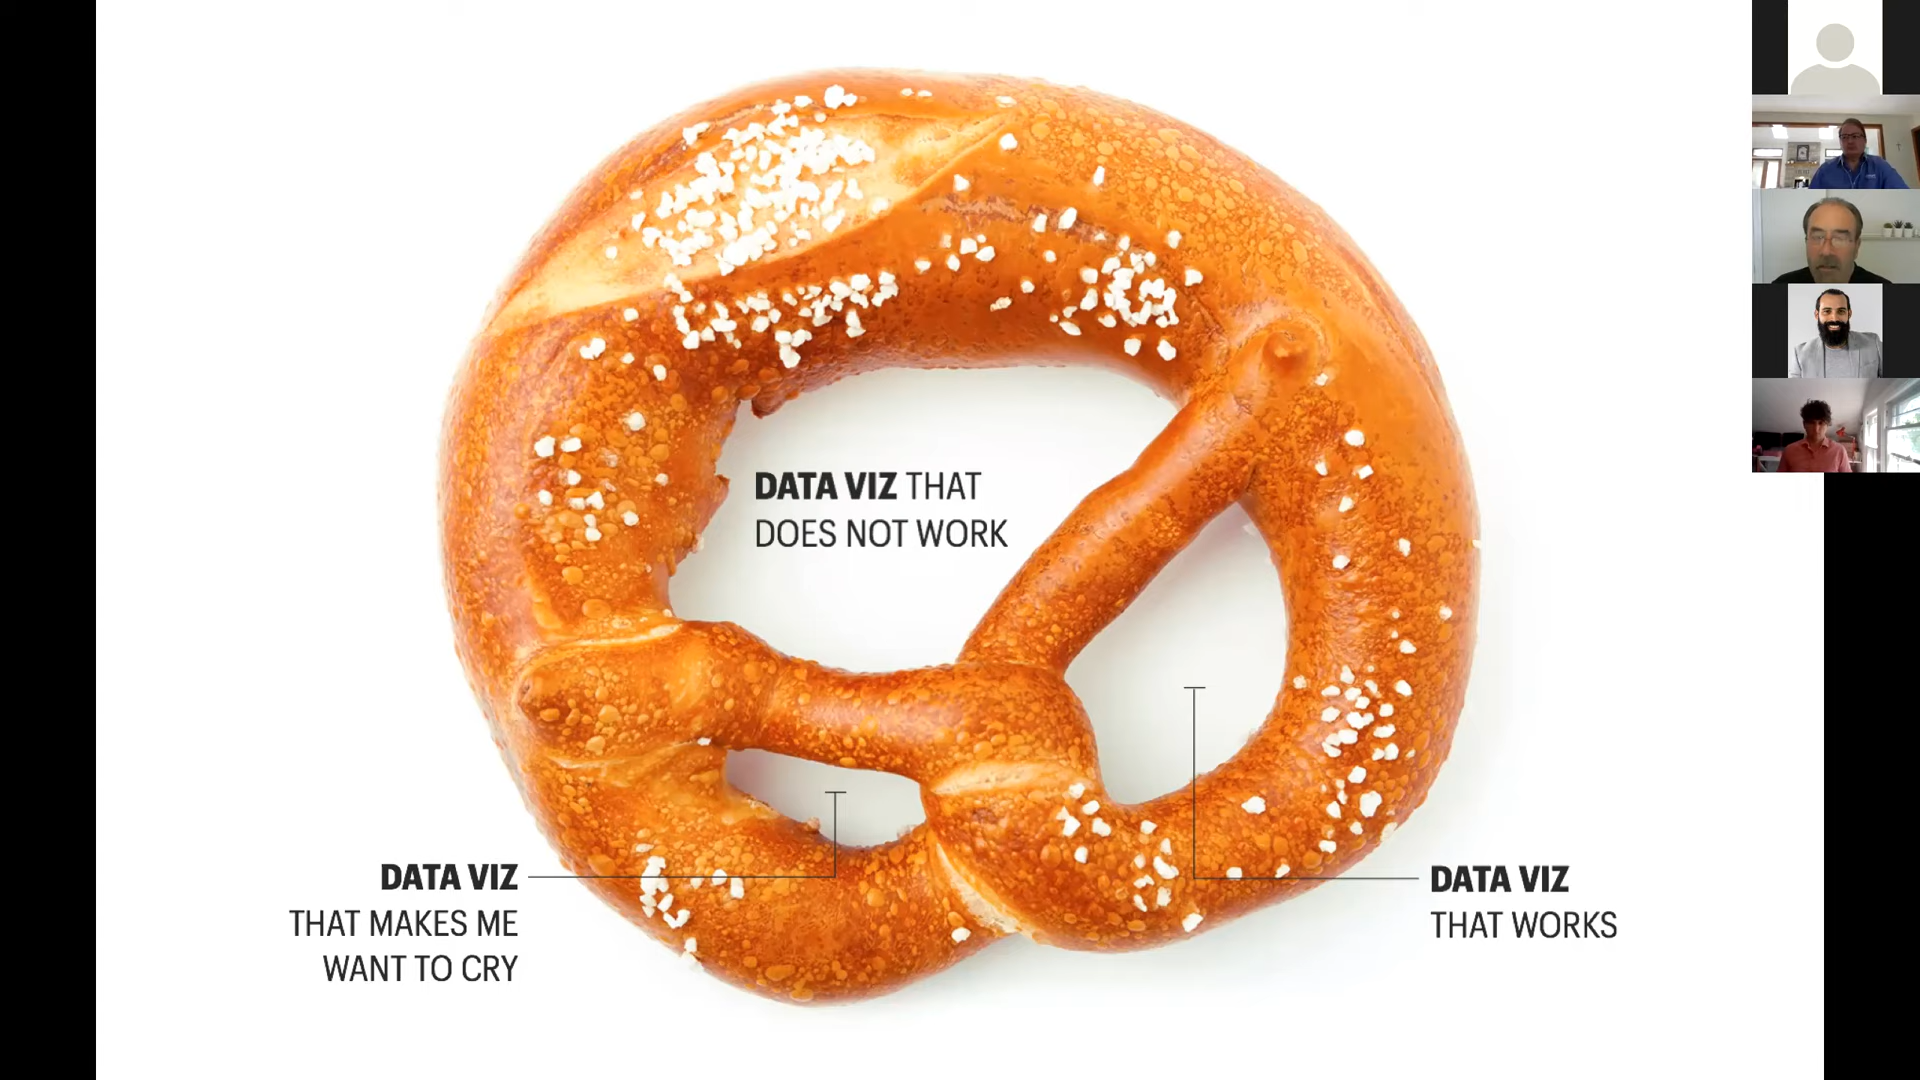 DATA VIZ THAT
DOES NOT WORK
DATA VIZ
THAT MAKES ME
WANT TO CRY
DATA VIZ
THAT WORKS